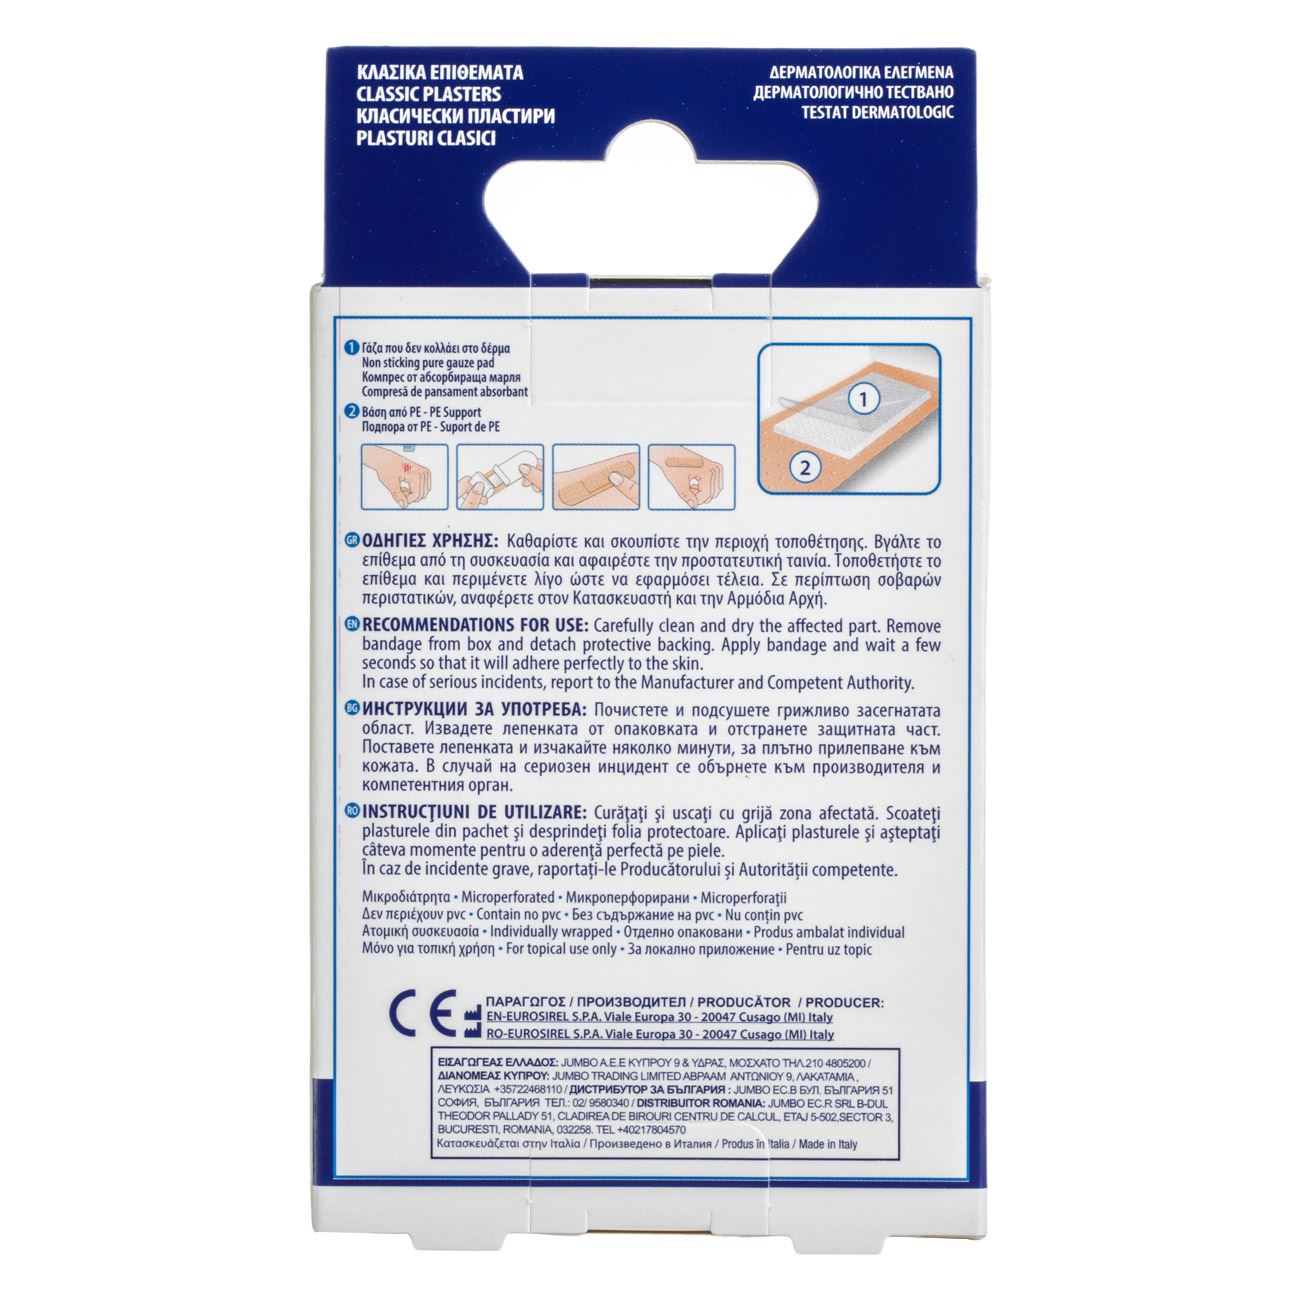 ΚΛΑΣΙΚΑ ΕΠΙΘΕΜΑΤΑ
CLASSIC PLASTERS
КЛАСИЧЕСКИ ПЛАСТИРИ
PLASTURI CLASICI
ΔΕΡΜΑΤΟΛΟΓΙΚΑ ΕΛΕΓΜΕΝΑ
ДЕРМАТОЛОГИЧНО ТЕСТВАНО
TESTAT DERMATOLOGIC
1 Γάζα που δεν κολλάει στο δέρμα
Non sticking pure gauze pad
Компрес от абсорбираща марля
Compresă de pansament absorbant
2 Βάση από PE - PE Support
Подпора от PE - Suport de PE
1
2
GR ΟΔΗΓΙΕΣ ΧΡΗΣΗΣ: Καθαρίστε και σκουπίστε την περιοχή τοποθέτησης. Βγάλτε το
επίθεμα από τη συσκευασία και αφαιρέστε την προστατευτική ταινία. Τοποθετήστε το
επίθεμα και περιμένετε λίγο ώστε να εφαρμόσει τέλεια. Σε περίπτωση σοβαρών
περιστατικών, αναφέρετε στον Κατασκευαστή και την Αρμόδια Αρχή.
EN RECOMMENDATIONS FOR USE: Carefully clean and dry the affected part. Remove
bandage from box and detach protective backing. Apply bandage and wait a few
seconds so that it will adhere perfectly to the skin.
In case of serious incidents, report to the Manufacturer and Competent Authority.
BG ИНСТРУКЦИИ ЗА УПОТРЕБА: Почистете и подсушете грижливо засегнатата
област. Извадете лепенката от опаковката и отстранете защитната част.
Поставете лепенката и изчакайте няколко минути, за плътно прилепване към
кожата. В случай на сериозен инцидент се обърнете към производителя и
компетентния орган.
RO INSTRUCŢIUNI DE UTILIZARE: Curăţaţi şi uscaţi cu grijă zona afectată. Scoateţi
plasturele din pachet şi desprindeţi folia protectoare. Aplicaţi plasturele şi aşteptaţi
câteva momente pentru o aderenţă perfectă pe piele.
În caz de incidente grave, raportaţi-le Producătorului şi Autorităţii competente.
Μικροδιάτρητα • Microperforated • Микроперфорирани • Microperforaţii
Δεν περιέχουν pvc • Contain no pvc • Без съдържание на pvc • Nu conţin pvc
Ατομική συσκευασία • Individually wrapped • Отделно опаковани • Produs ambalat individual
Μόνο για τοπική χρήση • For topical use only • За локално приложение • Pentru uz topic
CE ΠΑΡΑΓΩΓΟΣ / ПРОИЗВОДИТЕЛ / PRODUCĂTOR / PRODUCER:
EN-EUROSIREL S.P.A. Viale Europa 30 - 20047 Cusago (MI) Italy
RO-EUROSIREL S.P.A. Viale Europa 30 - 20047 Cusago (MI) Italy
ΕΙΣΑΓΩΓΕΑΣ ΕΛΛΑΔΟΣ: JUMBO A.E.E ΚΥΠΡΟΥ 9 & ΥΔΡΑΣ, ΜΟΣΧΑΤΟ ΤΗΛ.210 4805200 /
ΔΙΑΝΟΜΕΑΣ ΚΥΠΡΟΥ: JUMBO TRADING LIMITED ΑΒΡΑΑΜ ΑΝΤΩΝΙΟΥ 9, ΛΑΚΑΤΑΜΙΑ,
ΛΕΥΚΩΣΙΑ +35722468110 / ДИСТРИБУТОР ЗА БЪЛГАРИЯ : JUMBO EC.B БУЛ. БЪЛГАРИЯ 51
СОФИЯ, БЪЛГАРИЯ ТЕЛ.: 02/ 9580340 / DISTRIBUITOR ROMANIA: JUMBO EC.R SRL B-DUL
THEODOR PALLADY 51, CLADIREA DE BIROURI CENTRU DE CALCUL, ETAJ 5-502,SECTOR 3,
BUCURESTI, ROMANIA, 032258. TEL +40217804570
Κατασκευάζεται στην Ιταλία / Произведено в Италия / Produs în Italia / Made in Italy